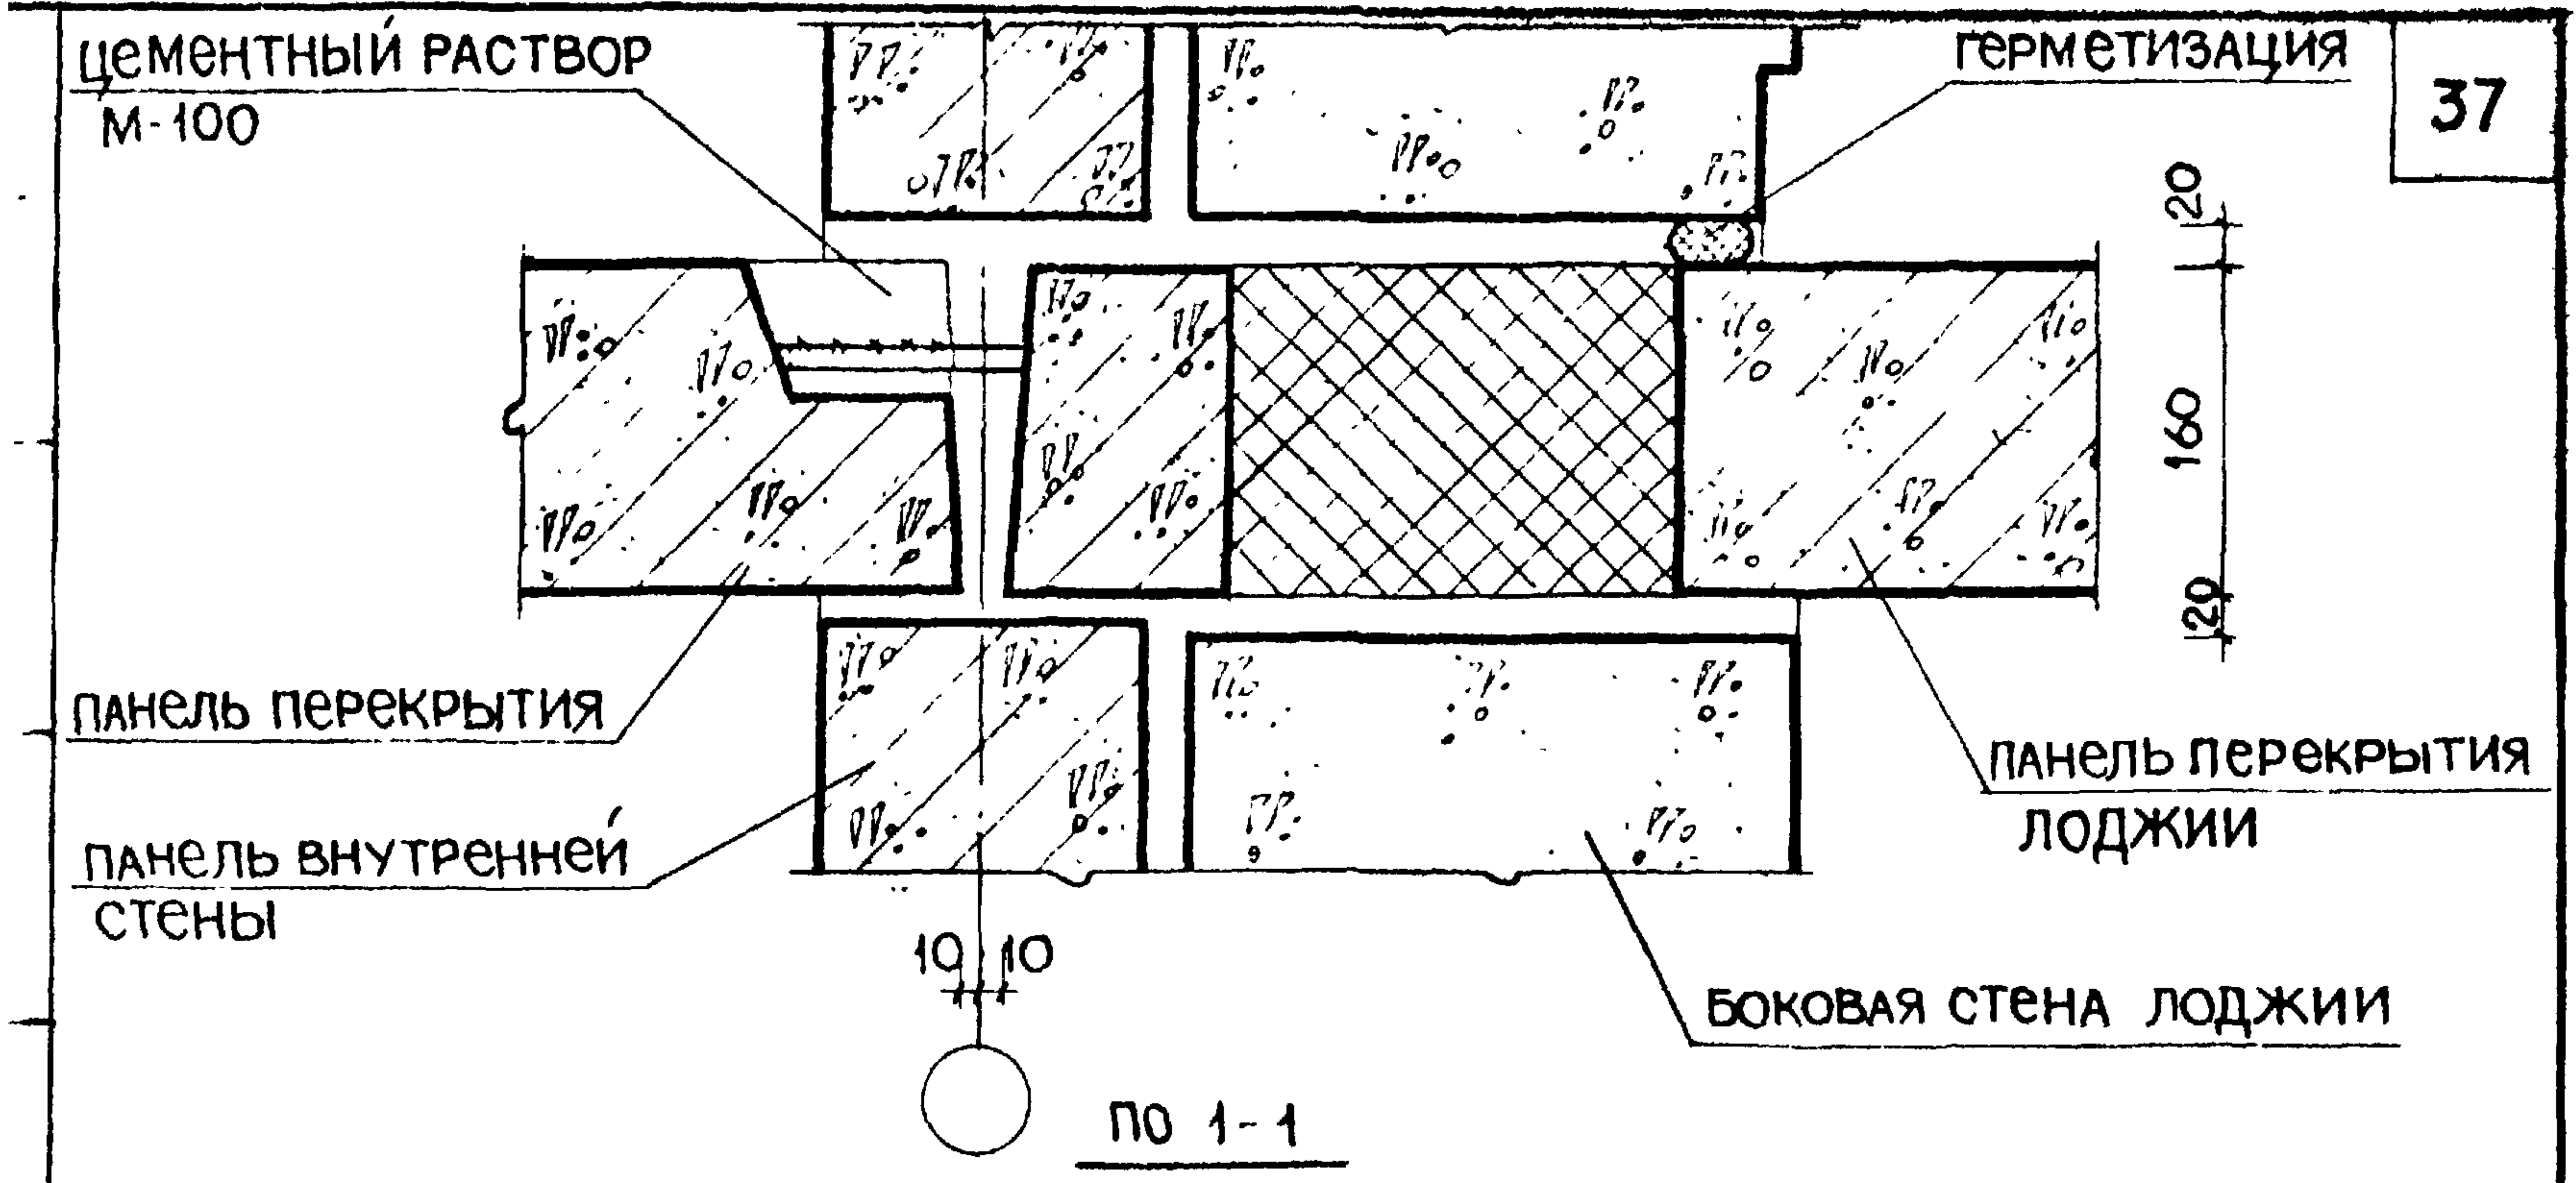 ЦЕМЕНТНЫЙ РАСТВОР
М-100
ГЕРМЕТИЗАЦИЯ
37
20
160
20
ПАНЕЛЬ ПЕРЕКРЫТИЯ
ПАНЕЛЬ ВНУТРЕННЕЙ
СТЕНЫ
ПАНЕЛЬ ПЕРЕКРЫТИЯ
ЛОДЖИИ
БОКОВАЯ СТЕНА ЛОДЖИИ
10 10
ПО 1-1